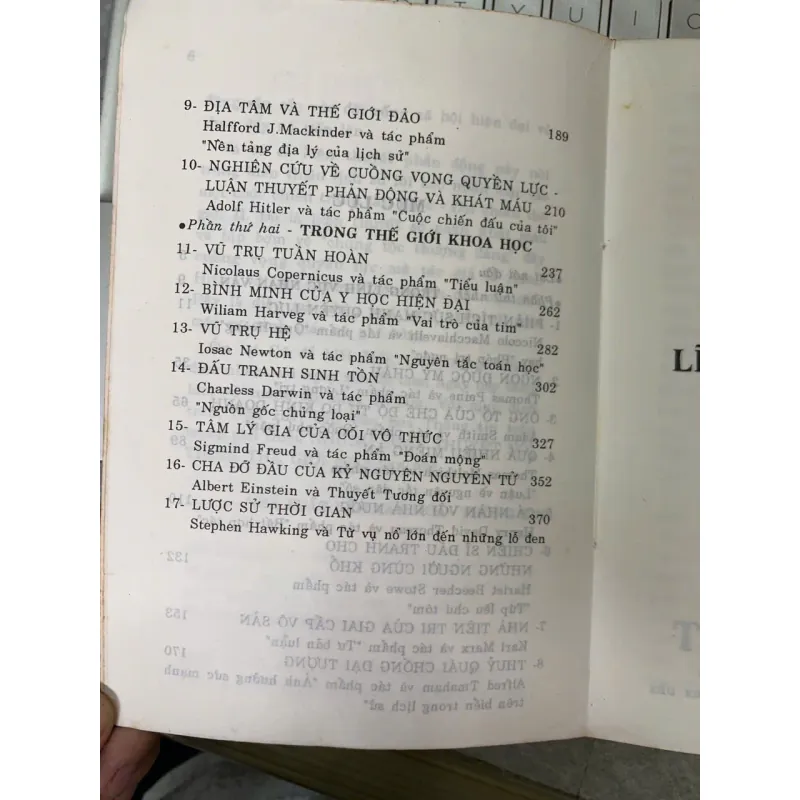 9- ĐỊA TÂM VÀ THẾ GIỚI ĐẢO
Halfford J.Mackinder và tác phẩm 189
"Nền tảng địa lý của lịch sử"
10- NGHIÊN CỨU VỀ CUỒNG VỌNG QUYỀN LỰC .
LUẬN THUYẾT PHẢN ĐỘNG VÀ KHÁT MÁU 210
Adolf Hitler và tác phẩm "Cuộc chiến đấu của tôi"
•Phần thứ hai - TRONG THẾ GIỚI KHOA HỌC
11- VŨ TRỤ TUẦN HOÀN 237
Nicolaus Copernicus và tác phẩm "Tiểu luận"
12- BÌNH MINH CỦA Y HỌC HIỆN ĐẠI 262
Wiliam Harveg và tác phẩm "Vai trò của tim"
13- VŨ TRỤ HỆ 282
Iosac Newton và tác phẩm "Nguyên tắc toán học"
14- ĐẤU TRANH SINH TỒN 302
Charless Darwin và tác phẩm
"Nguồn gốc chủng loại"
15- TÂM LÝ GIA CỦA CÕI VÔ THỨC 327
Sigmind Freud và tác phẩm "Đoán mộng"
16- CHA ĐỠ ĐẦU CỦA KỶ NGUYÊN NGUYÊN TỬ 352
Albert Einstein và Thuyết Tương đối
17- LƯỢC SỬ THỜI GIAN 370
Stephen Hawking và Từ vụ nổ lớn đến những lỗ đen
LĨ
T
T Y U I O